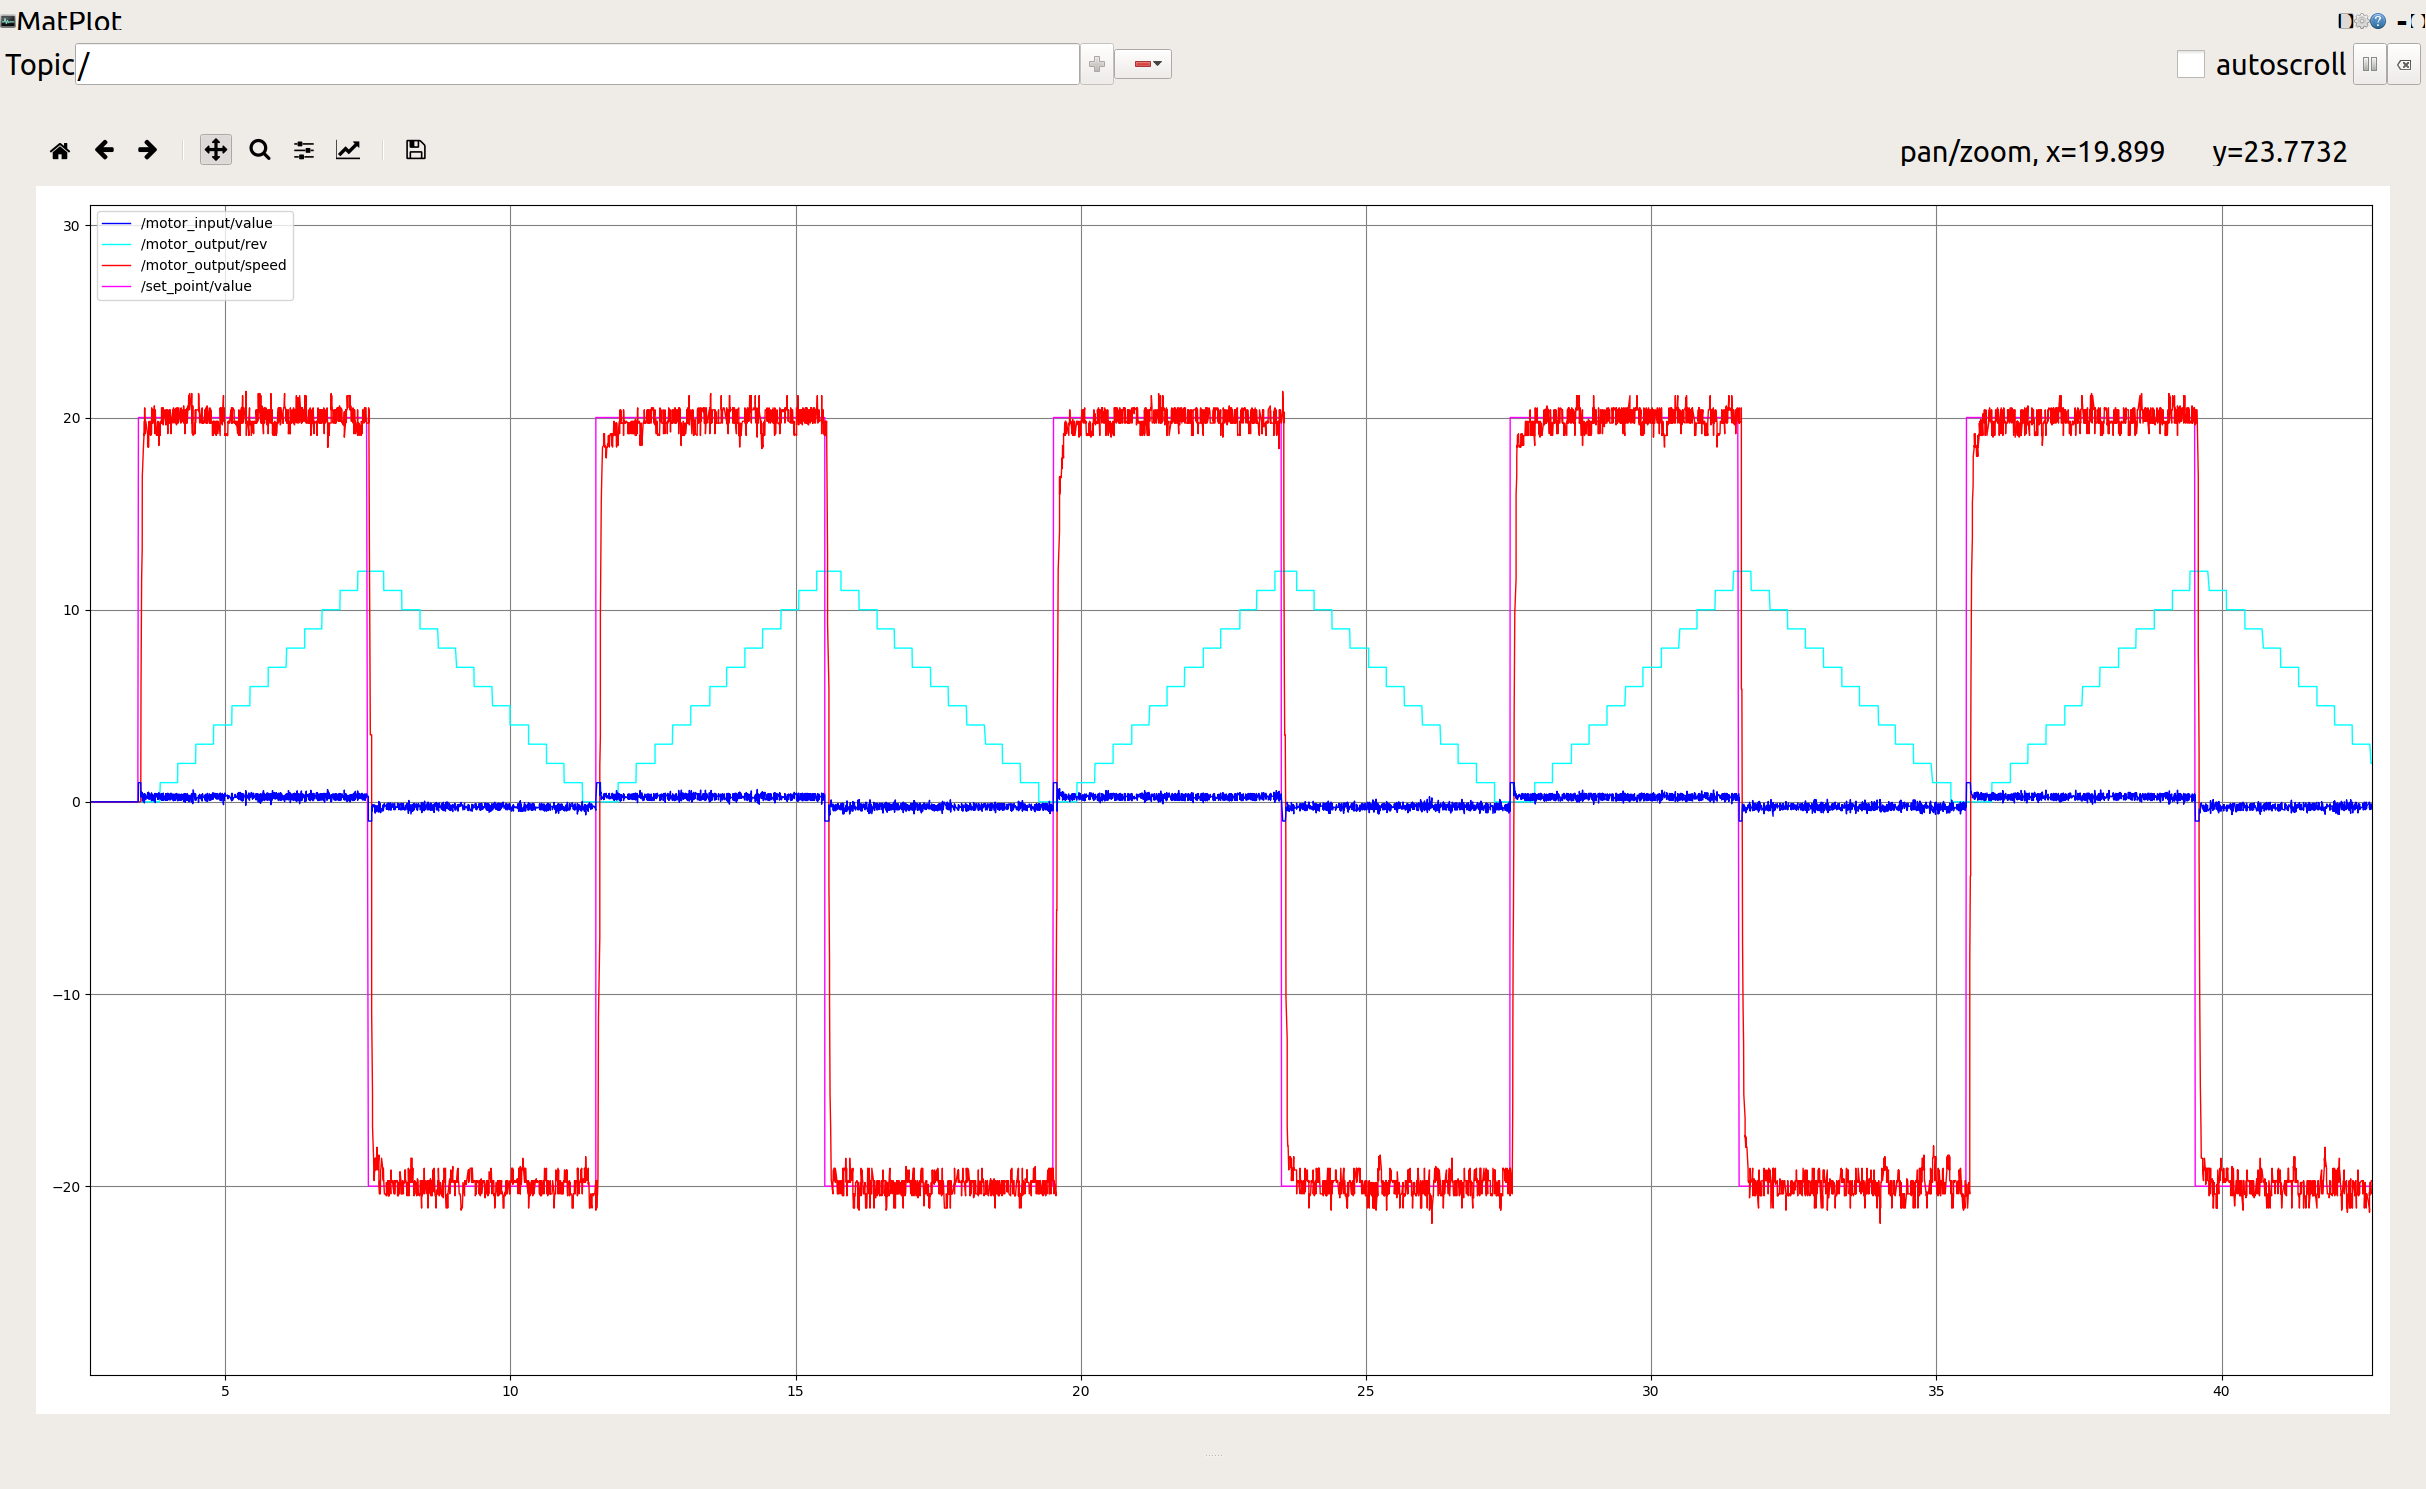 MatPlot
Topic /
autoscroll
pan/zoom, x=19.899 y=23.7732
/motor_input/value
/motor_output/rev
/motor_output/speed
/set_point/value
30
20
10
0
−10
−20
5 10 15 20 25 30 35 40